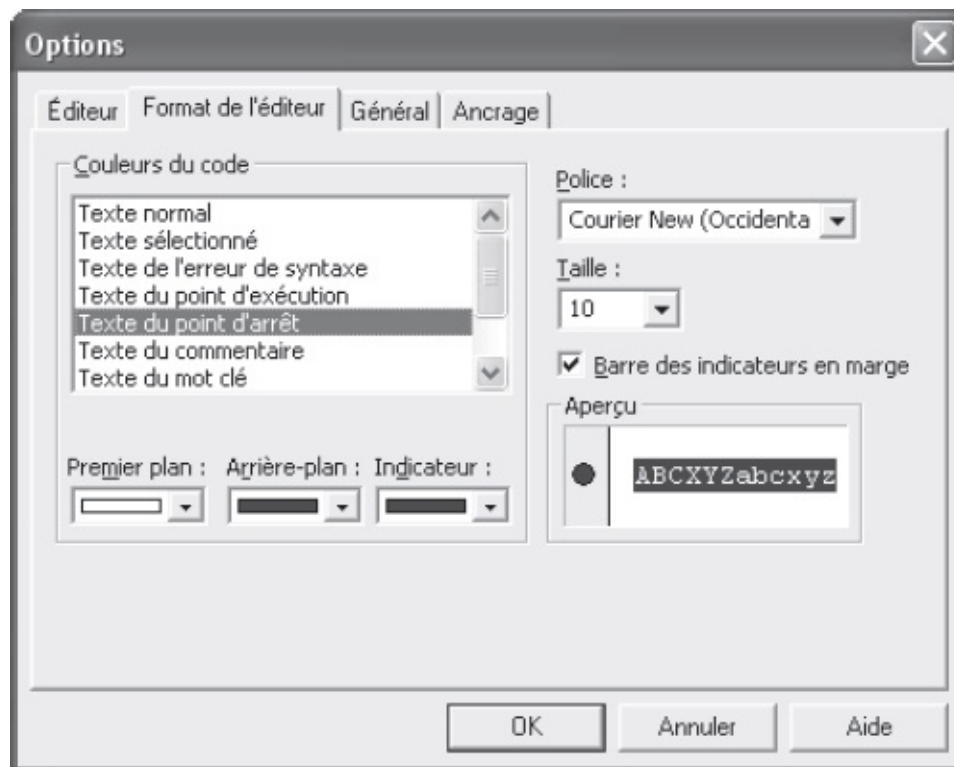 Options
Éditeur
Format de l'éditeur
Général
Ancrage
Couleurs du code
Texte normal
Texte sélectionné
Texte de l'erreur de syntaxe
Texte du point d'exécution
Texte du point d'arrêt
Texte du commentaire
Texte du mot clé
Premier plan :
Arrière-plan :
Indicateur :
Police :
Courier New (Occidenta
Taille :
10
Barre des indicateurs en marge
Aperçu
ABCXYZabcxyz
OK
Annuler
Aide